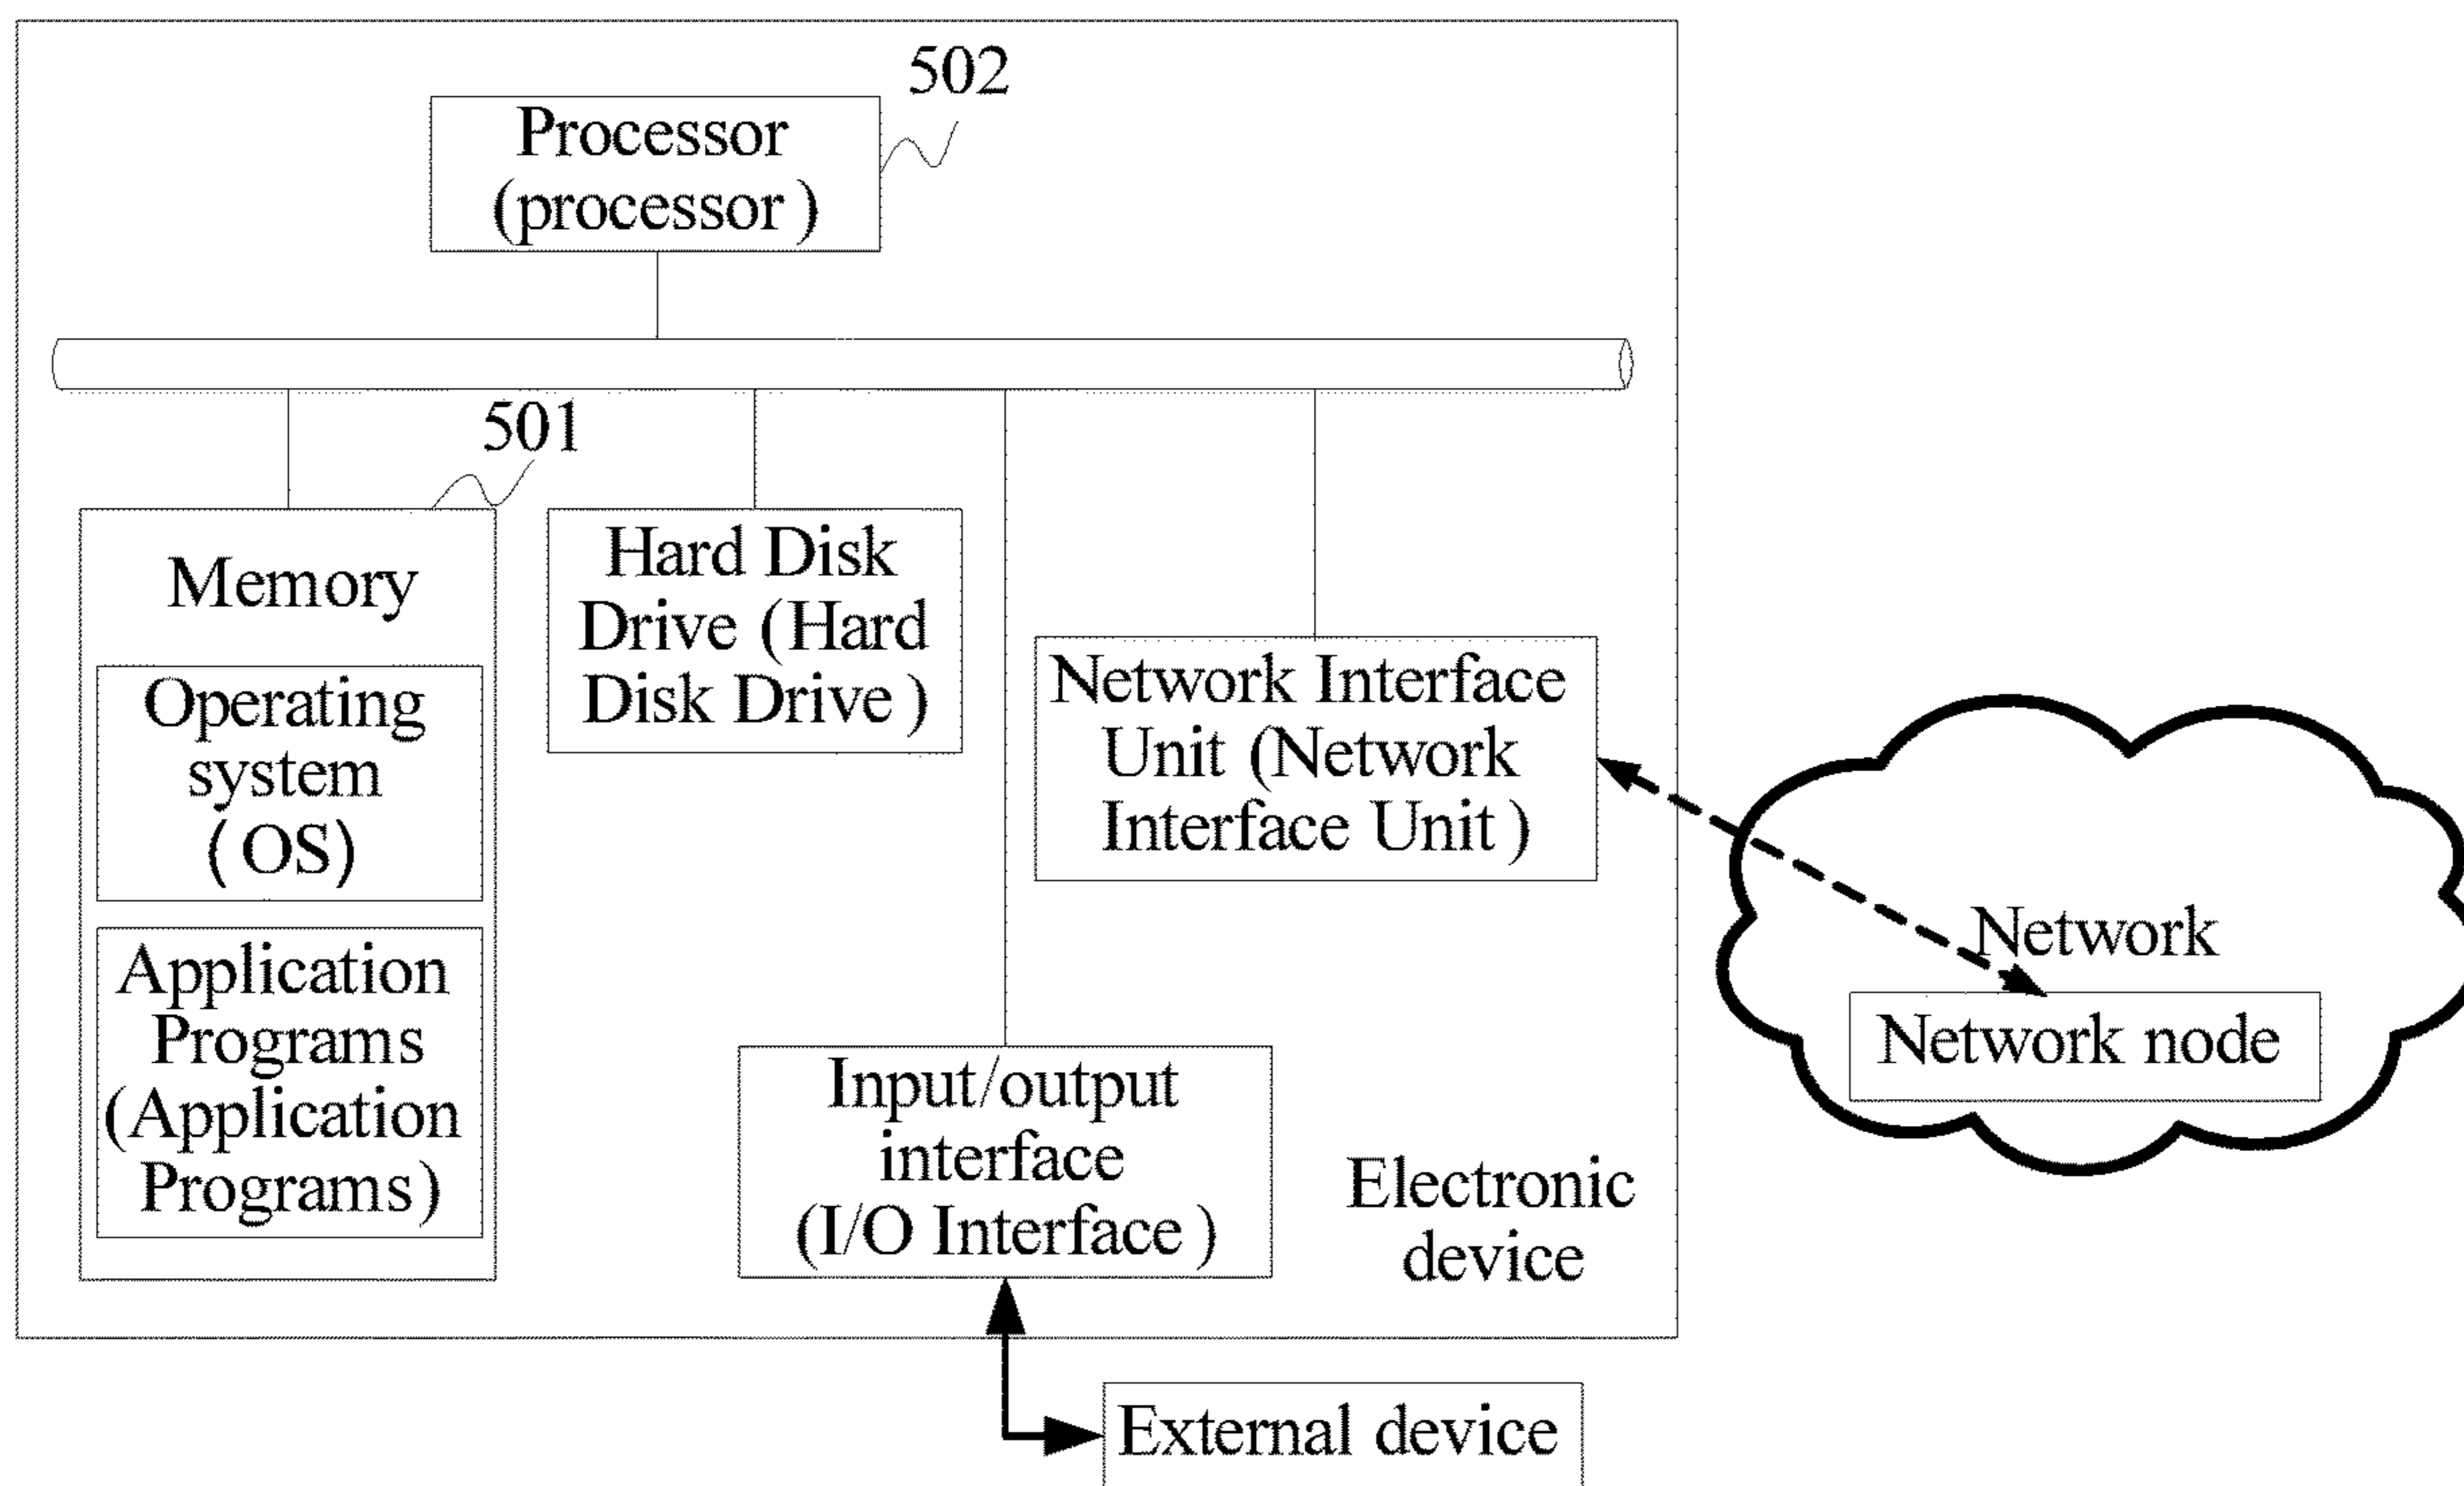 502
Processor
(processor)
501
Memory
Operating
system
(OS)
Application
Programs
(Application
Programs)
Hard Disk
Drive (Hard
Disk Drive)
Network Interface
Unit (Network
Interface Unit)
Input/output
interface
(I/O Interface)
Electronic
device
Network
Network node
External device